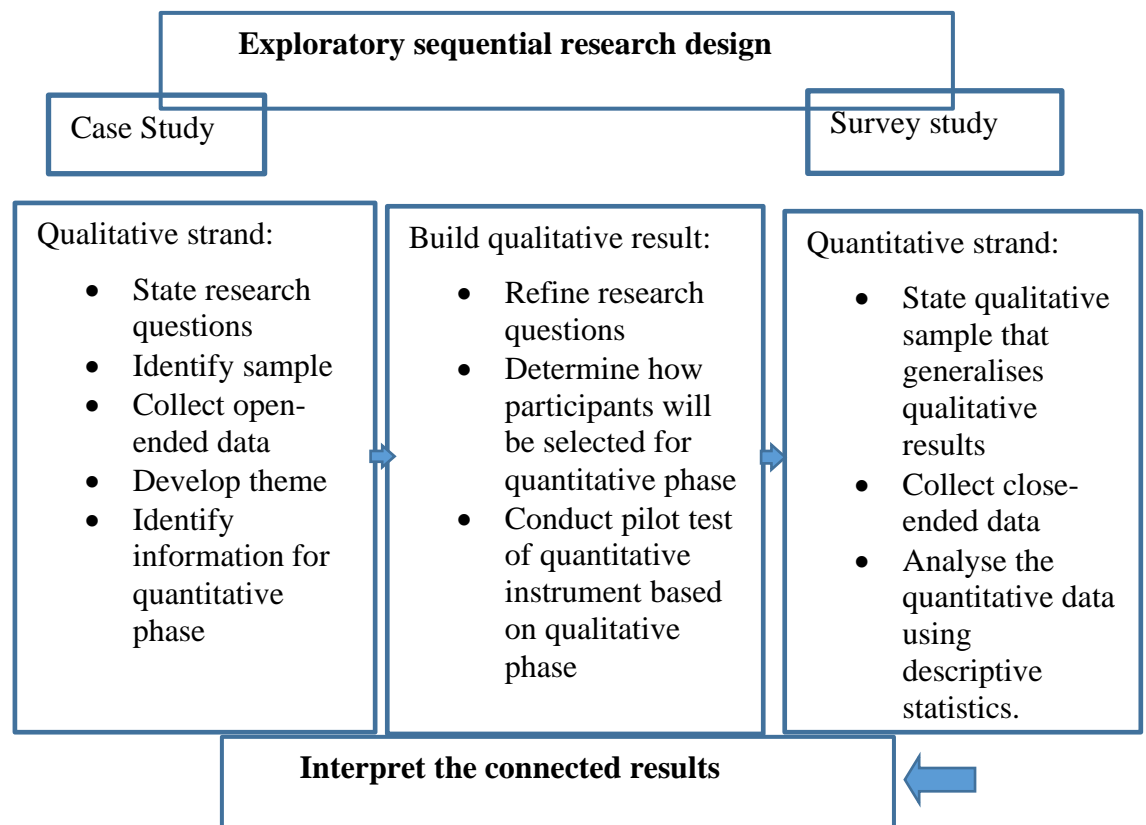 Exploratory sequential research design
Case Study
Survey study
Qualitative strand:
• State research
questions
• Identify sample
• Collect open-
ended data
• Develop theme
• Identify
information for
quantitative
phase
Build qualitative result:
• Refine research
questions
• Determine how
participants will
be selected for
quantitative phase
• Conduct pilot test
of quantitative
instrument based
on qualitative
phase
Quantitative strand:
• State qualitative
sample that
generalises
qualitative
results
• Collect close-
ended data
• Analyse the
quantitative data
using
descriptive
statistics.
Interpret the connected results